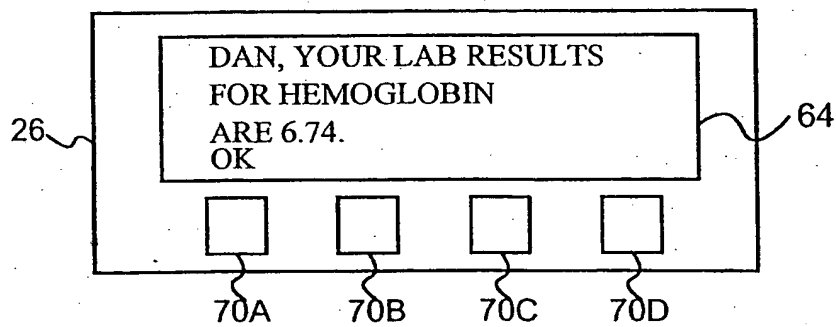 DAN, YOUR LAB RESULTS
FOR HEMOGLOBIN
ARE 6.74.
OK
26
64
70A 70B 70C 70D